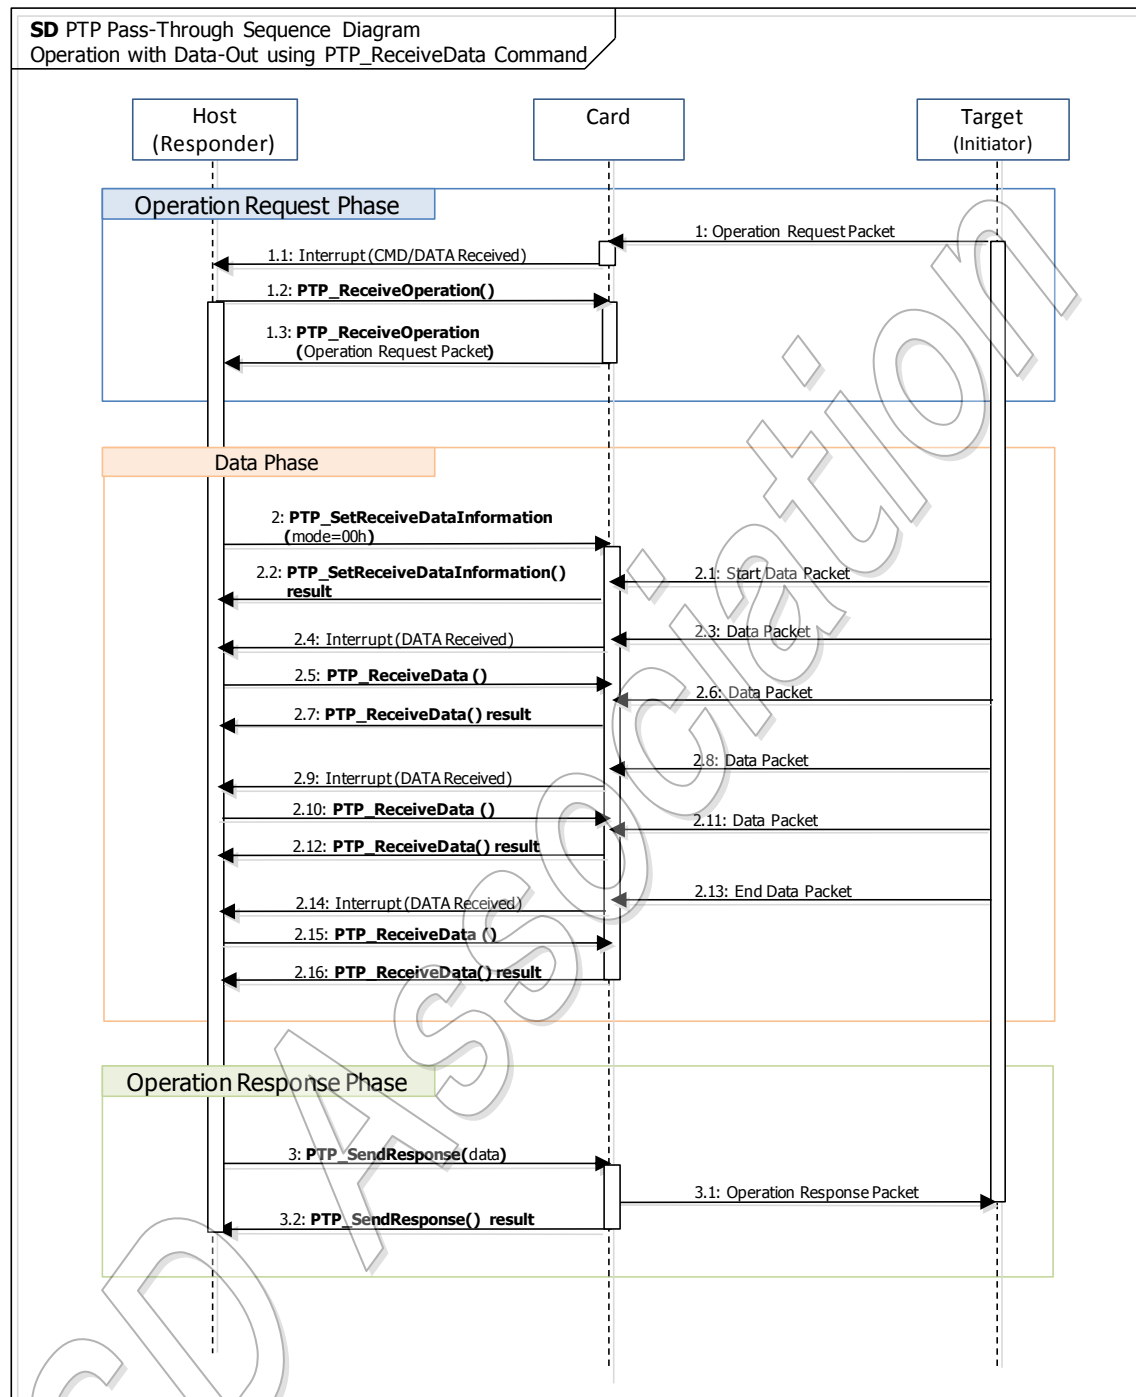 SD PTP Pass-Through Sequence Diagram
Operation with Data-Out using PTP_ReceiveData Command
Host
(Responder)
Card
Target
(Initiator)
Operation Request Phase
1: Operation Request Packet
1.1: Interrupt (CMD/DATA Received)
1.2: PTP_ReceiveOperation()
1.3: PTP_ReceiveOperation
(Operation Request Packet)
Data Phase
2: PTP_SetReceiveDataInformation
(mode=00h)
2.1: Start Data Packet
2.2: PTP_SetReceiveDataInformation()
result
2.3: Data Packet
2.4: Interrupt (DATA Received)
2.5: PTP_ReceiveData ()
2.6: Data Packet
2.7: PTP_ReceiveData() result
2.8: Data Packet
2.9: Interrupt (DATA Received)
2.10: PTP_ReceiveData ()
2.11: Data Packet
2.12: PTP_ReceiveData() result
2.13: End Data Packet
2.14: Interrupt (DATA Received)
2.15: PTP_ReceiveData ()
2.16: PTP_ReceiveData() result
Operation Response Phase
3: PTP_SendResponse(data)
3.1: Operation Response Packet
3.2: PTP_SendResponse() result
SD Association